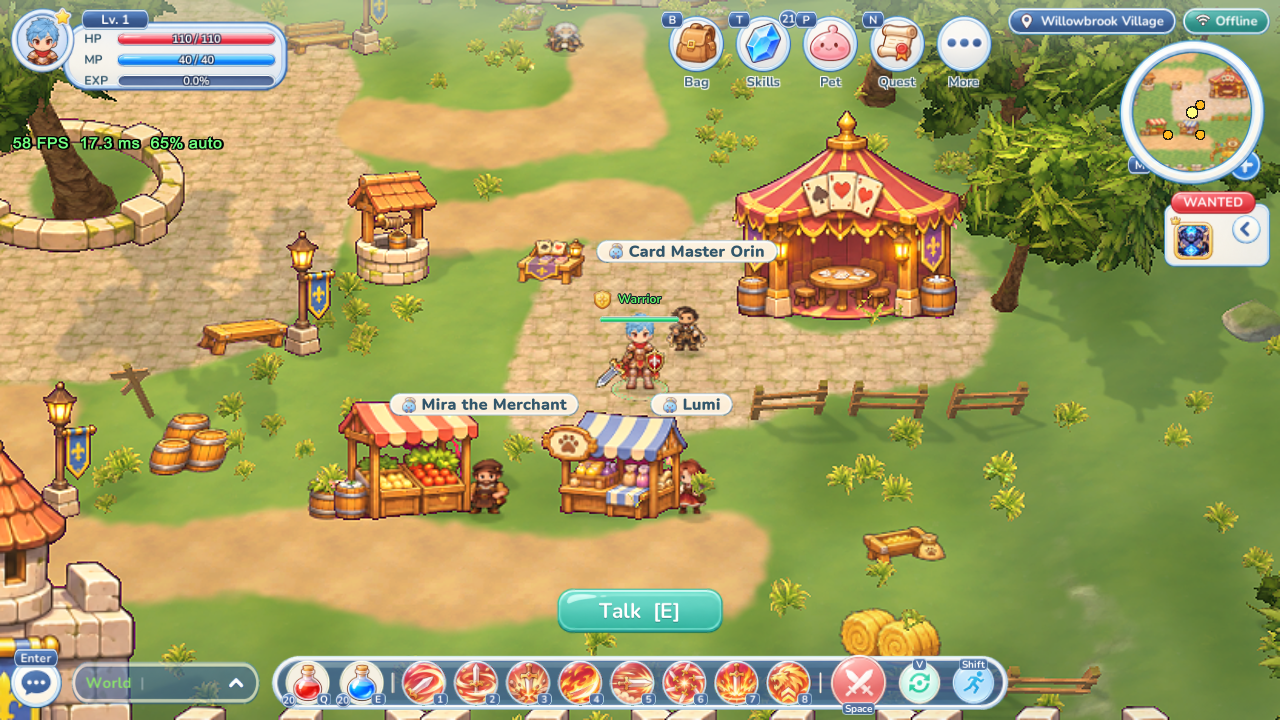 Lv. 1
HP 110 / 110
MP 40 / 40
EXP 0.0%
58 FPS 17.3 ms 65% auto
B
T
21
P
N
Bag
Skills
Pet
Quest
More
Willowbrook Village
Offline
M
WANTED
Card Master Orin
Warrior
Mira the Merchant
Lumi
Talk [E]
Enter
World
20 Q
20 E
1
2
3
4
5
6
7
8
Space
V
Shift